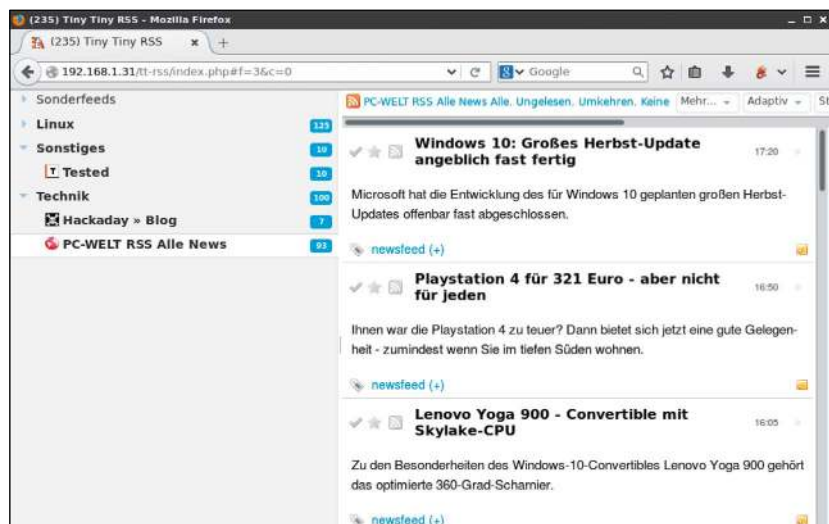 (235) Tiny Tiny RSS - Mozilla Firefox
(235) Tiny Tiny RSS
192.168.1.31/tt-rss/index.php#f=3&c=0
Google
Sonderfeeds
Linux 125
Sonstiges 10
Tested 10
Technik 100
Hackaday » Blog 7
PC-WELT RSS Alle News 93
PC-WELT RSS Alle News Alle, Ungelesen, Umkehren, Keine Mehr... Adaptiv St
Windows 10: Großes Herbst-Update
angeblich fast fertig
17:20
Microsoft hat die Entwicklung des für Windows 10 geplanten großen Herbst-
Updates offenbar fast abgeschlossen.
newsfeed (+)
Playstation 4 für 321 Euro - aber nicht
für jeden
16:50
Ihnen war die Playstation 4 zu teuer? Dann bietet sich jetzt eine gute Gelegen-
heit - zumindest wenn Sie im tiefen Süden wohnen.
newsfeed (+)
Lenovo Yoga 900 - Convertible mit
Skylake-CPU
16:05
Zu den Besonderheiten des Windows-10-Convertibles Lenovo Yoga 900 gehört
das optimierte 360-Grad-Scharnier.
newsfeed (+)